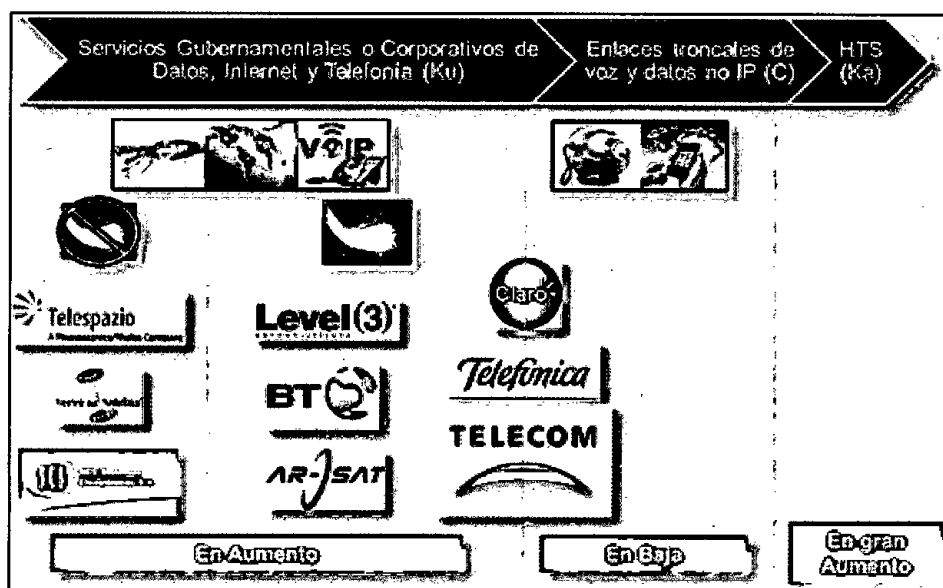 Servicios Gubernamentales o Corporativos de
Datos, Internet y Telefonía (Ku)
Enlaces troncales de
voz y datos no IP (C)
HTS
(Ka)
VOIP
Telespazio
Level(3)
Claro
BT
Telefónica
AR-SAT
TELECOM
En Aumento
En Baja
En gran
Aumento